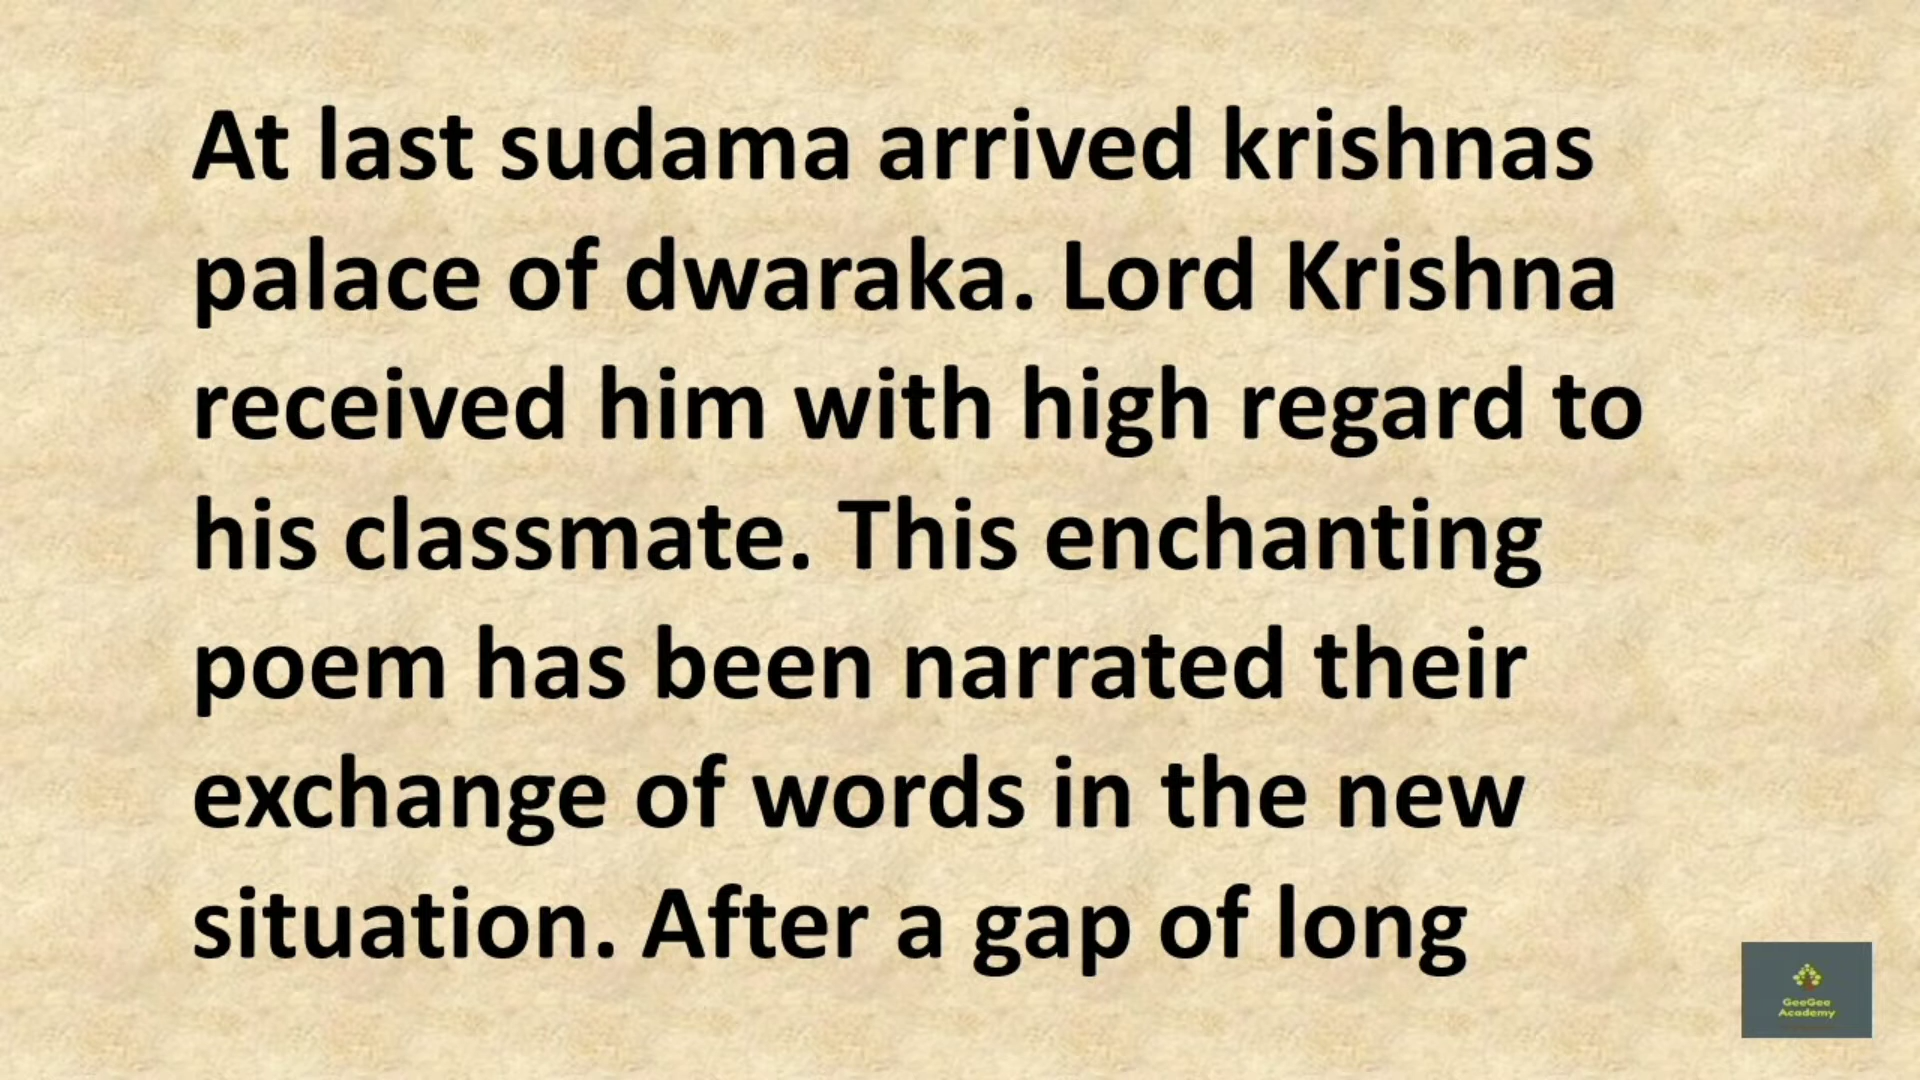 At last sudama arrived krishnas
palace of dwaraka. Lord Krishna
received him with high regard to
his classmate. This enchanting
poem has been narrated their
exchange of words in the new
situation. After a gap of long
GeeGee
Academy